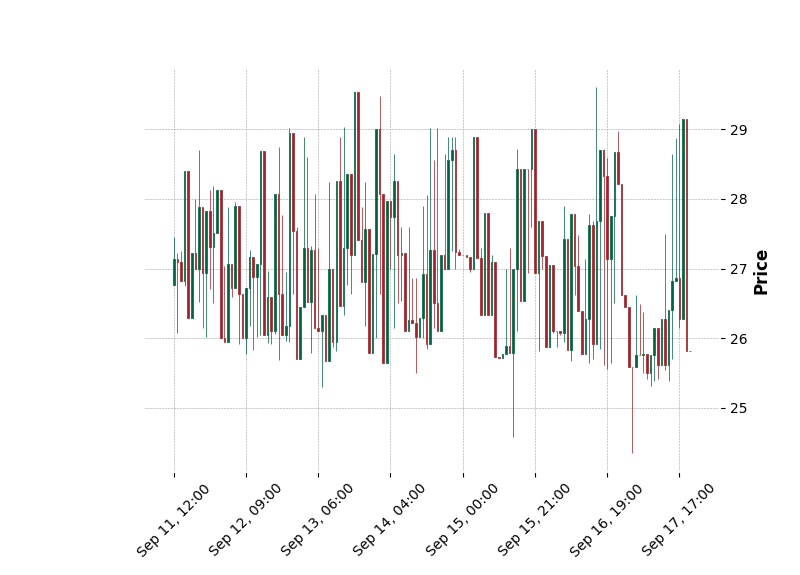 29
28
27
26
25
Price
Sep 11, 12:00
Sep 12, 09:00
Sep 13, 06:00
Sep 14, 04:00
Sep 15, 00:00
Sep 15, 21:00
Sep 16, 19:00
Sep 17, 17:00